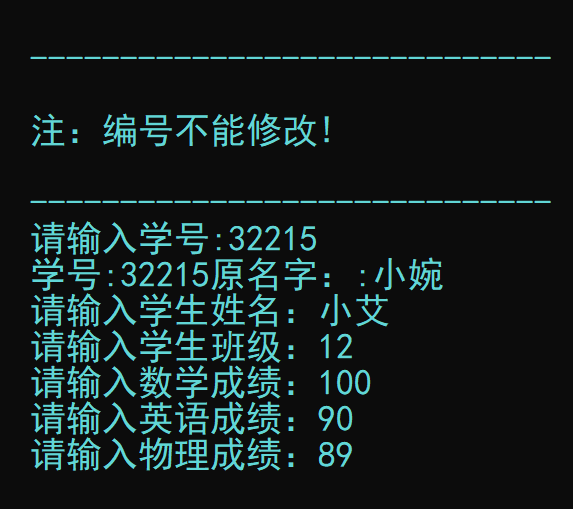 _____________________________
注：编号不能修改!
_____________________________
请输入学号:32215
学号:32215原名字：:小婉
请输入学生姓名：小艾
请输入学生班级：12
请输入数学成绩：100
请输入英语成绩：90
请输入物理成绩：89